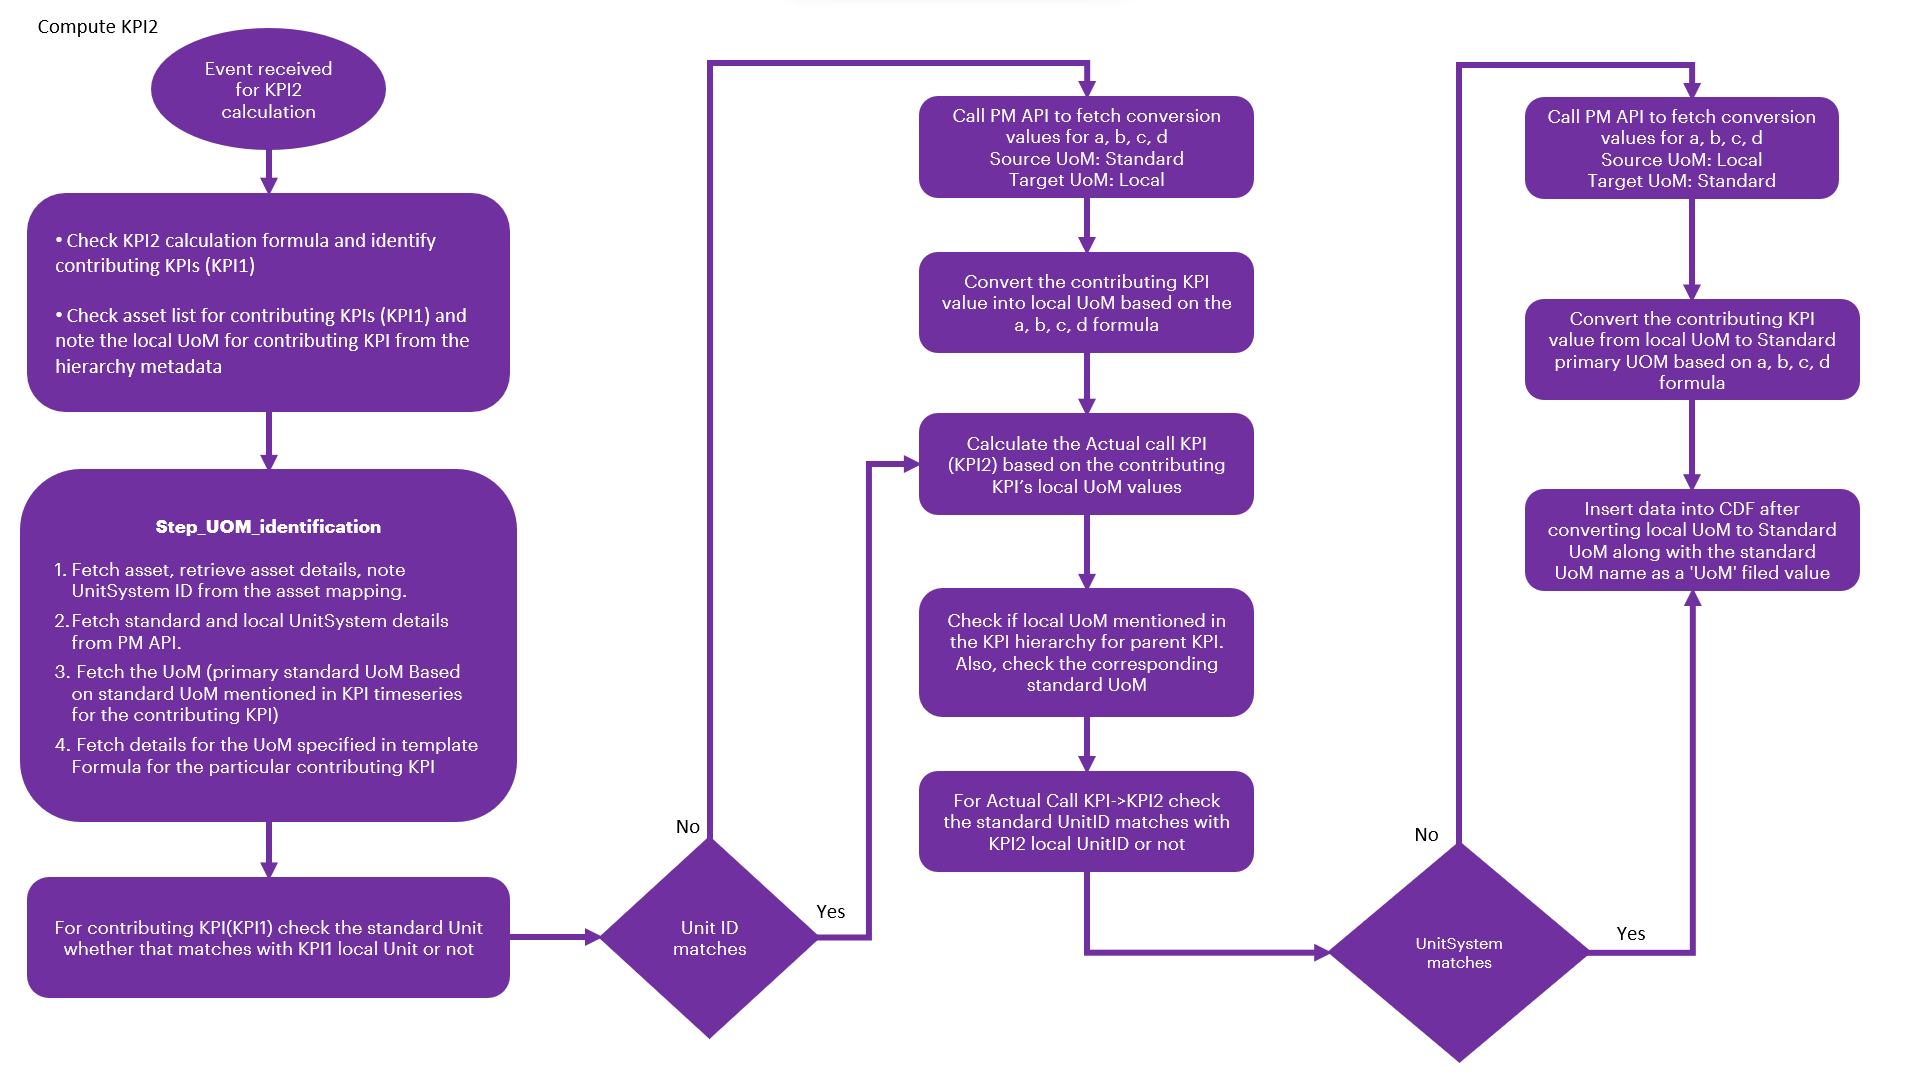 Compute KPI2
Event received
for KPI2
calculation
• Check KPI2 calculation formula and identify
contributing KPIs (KPI1)
• Check asset list for contributing KPIs (KPI1) and
note the local UoM for contributing KPI from the
hierarchy metadata
Step_UOM_identification
1. Fetch asset, retrieve asset details, note
UnitSystem ID from the asset mapping.
2. Fetch standard and local UnitSystem details
from PM API.
3. Fetch the UoM (primary standard UoM Based
on standard UoM mentioned in KPI timeseries
for the contributing KPI)
4. Fetch details for the UoM specified in template
Formula for the particular contributing KPI
For contributing KPI(KPI1) check the standard Unit
whether that matches with KPI1 local Unit or not
Unit ID
matches
No
Yes
Call PM API to fetch conversion
values for a, b, c, d
Source UoM: Standard
Target UoM: Local
Convert the contributing KPI
value into local UoM based on the
a, b, c, d formula
Calculate the Actual call KPI
(KPI2) based on the contributing
KPI’s local UoM values
Check if local UoM mentioned in
the KPI hierarchy for parent KPI.
Also, check the corresponding
standard UoM
For Actual Call KPI->KPI2 check
the standard UnitID matches with
KPI2 local UnitID or not
UnitSystem
matches
No
Yes
Call PM API to fetch conversion
values for a, b, c, d
Source UoM: Local
Target UoM: Standard
Convert the contributing KPI
value from local UoM to Standard
primary UOM based on a, b, c, d
formula
Insert data into CDF after
converting local UoM to Standard
UoM along with the standard
UoM name as a 'UoM' filed value